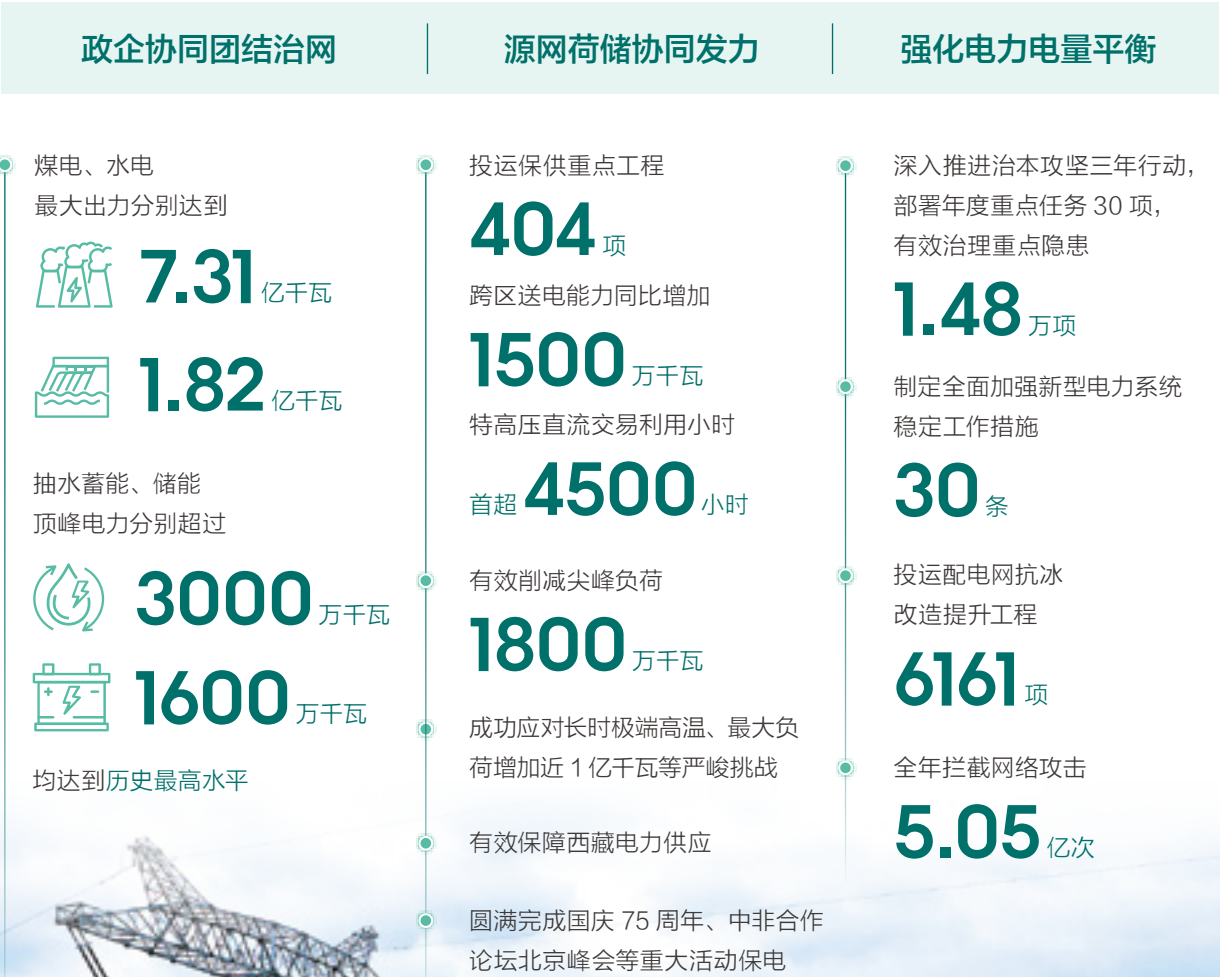 政企协同团结治网
源网荷储协同发力
强化电力电量平衡
煤电、水电
最大出力分别达到
7.31亿千瓦
1.82亿千瓦
抽水蓄能、储能
顶峰电力分别超过
3000万千瓦
1600万千瓦
均达到历史最高水平
投运保供重点工程
404项
跨区送电能力同比增加
1500万千瓦
特高压直流交易利用小时
首超4500小时
有效削减尖峰负荷
1800万千瓦
成功应对长时极端高温、最大负
荷增加近1亿千瓦等严峻挑战
有效保障西藏电力供应
圆满完成国庆 75 周年、中非合作
论坛北京峰会等重大活动保电
深入推进治本攻坚三年行动，
部署年度重点任务 30 项，
有效治理重点隐患
1.48万项
制定全面加强新型电力系统
稳定工作措施
30条
投运配电网抗冰
改造提升工程
6161项
全年拦截网络攻击
5.05亿次